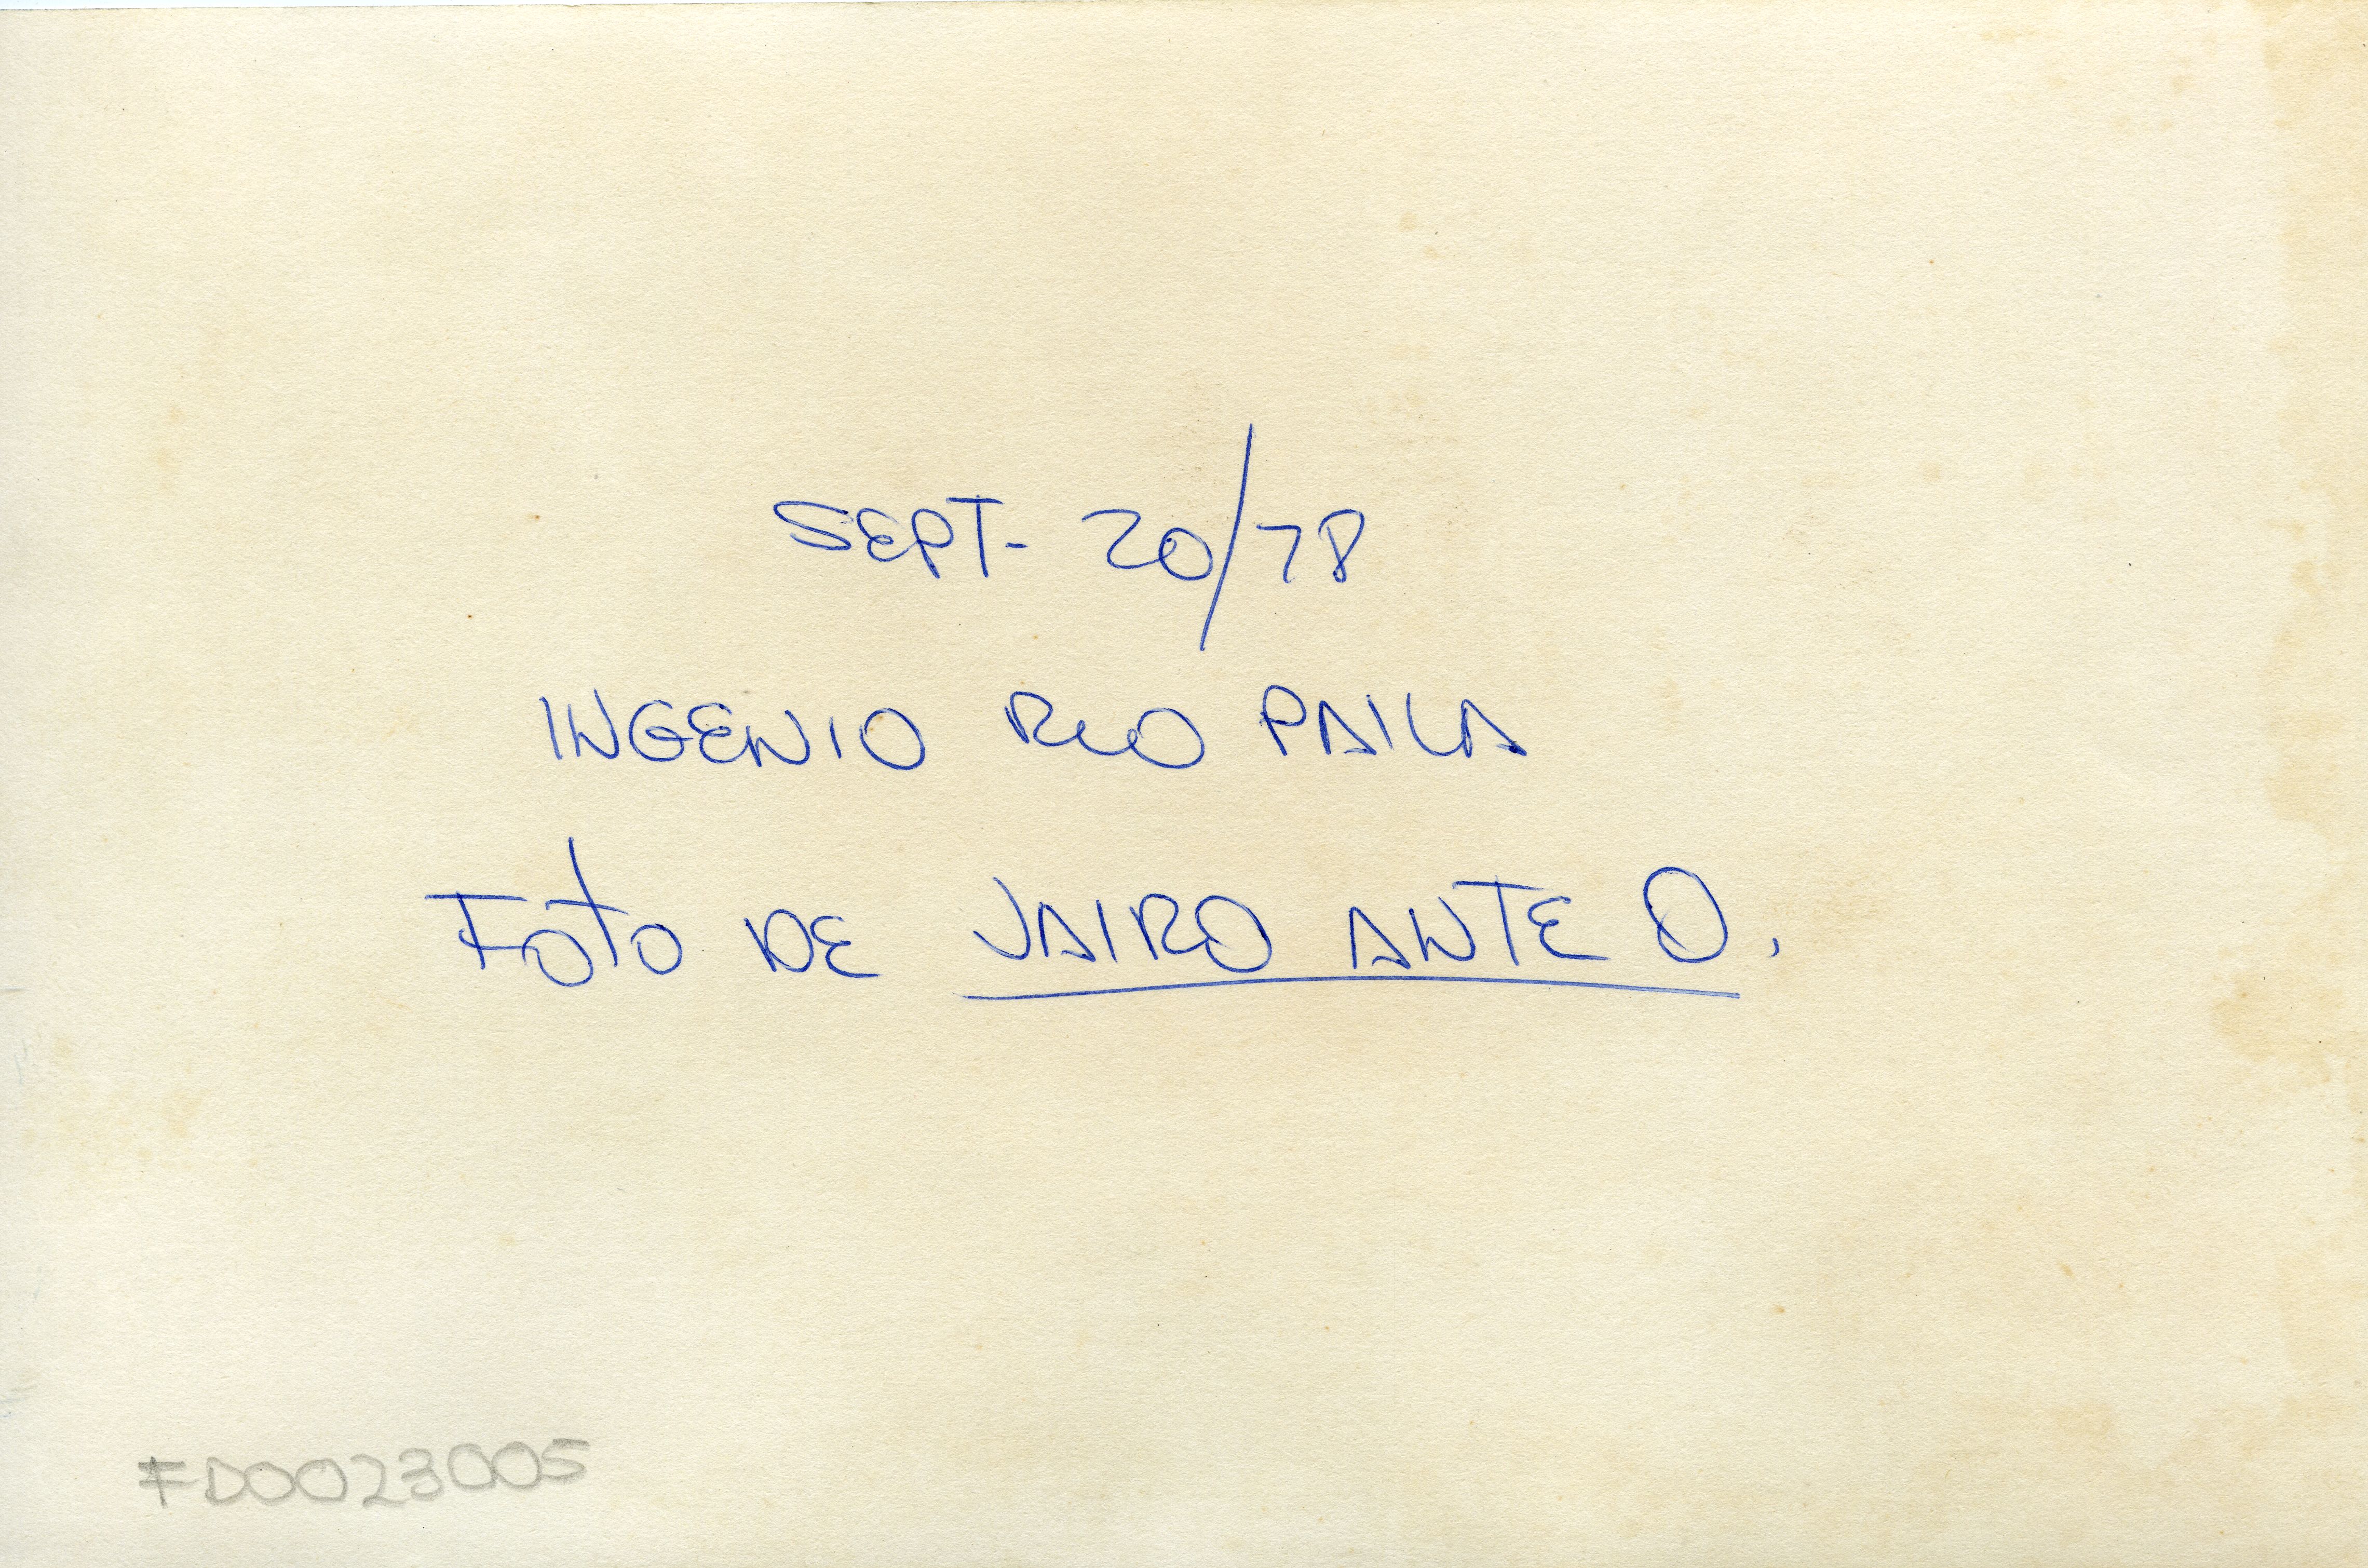 SEPT- 20/78
INGENIO RIO PAILA
FOTO DE JAIRO ANTE O.
FD0023005